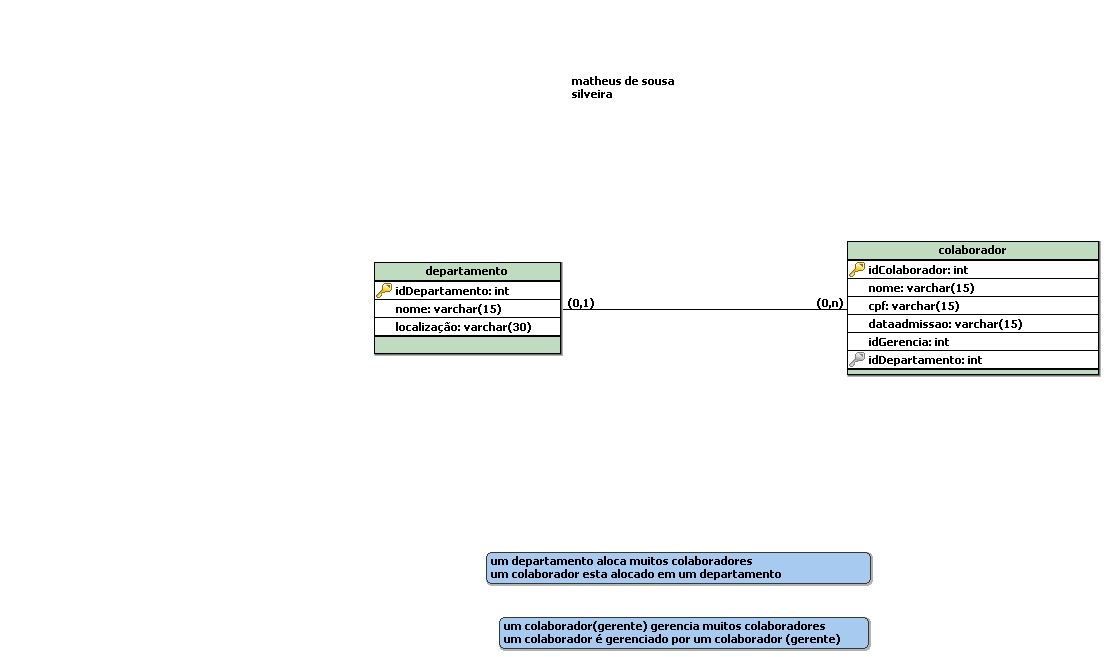 matheus de sousa
silveira
departamento
idDepartamento: int
nome: varchar(15)
localização: varchar(30)
(0,1)
(0,n)
colaborador
idColaborador: int
nome: varchar(15)
cpf: varchar(15)
dataadmissao: varchar(15)
idGerencia: int
idDepartamento: int
um departamento aloca muitos colaboradores
um colaborador esta alocado em um departamento
um colaborador(gerente) gerencia muitos colaboradores
um colaborador é gerenciado por um colaborador (gerente)